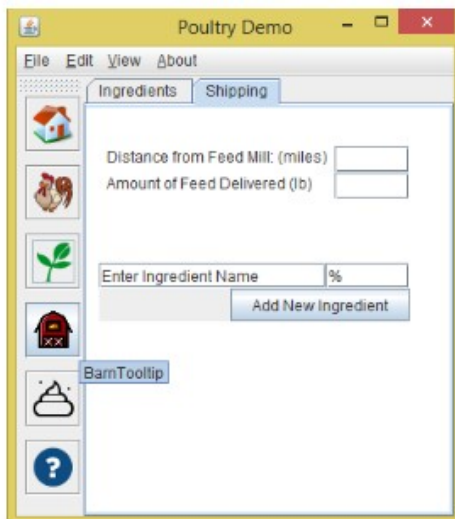 Poultry Demo
File Edit View About
Ingredients Shipping
Distance from Feed Mill: (miles)
Amount of Feed Delivered (lb)
Enter Ingredient Name %
Add New Ingredient
BarnTooltip
?